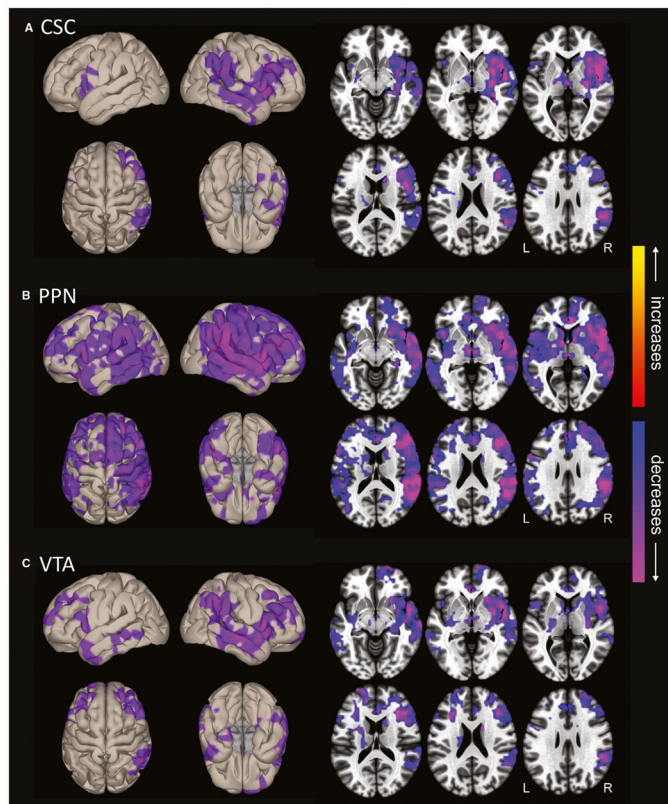 A CSC
L R
increases
B PPN
decreases
L R
C VTA
L R